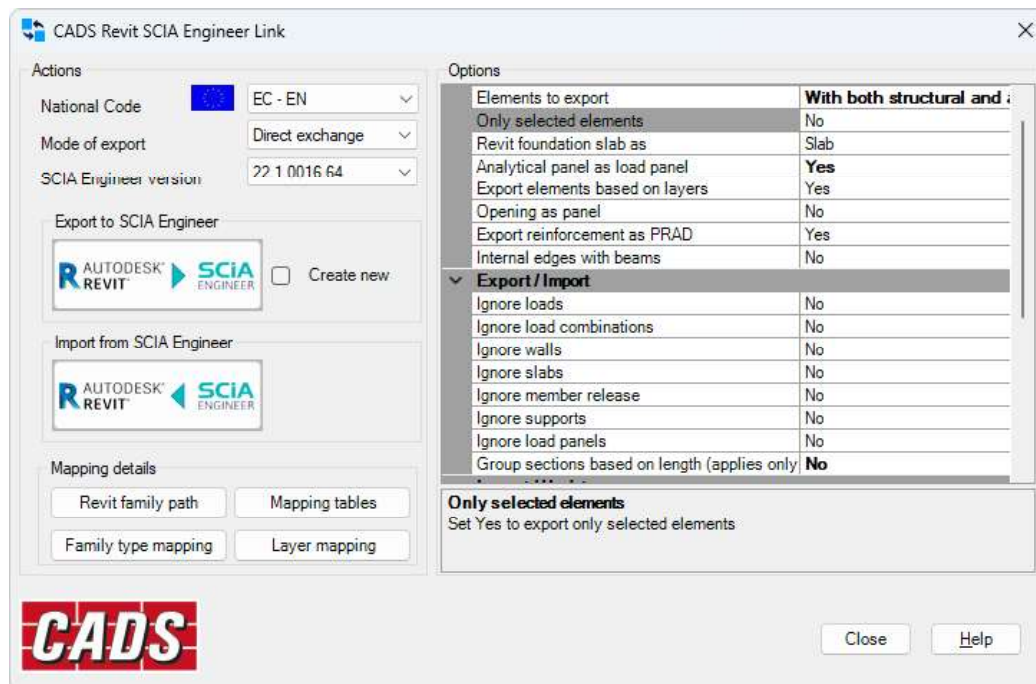 CADS Revit SCIA Engineer Link
Actions
National Code EC - EN
Mode of export Direct exchange
SCIA Engineer version 22.1.0016.64
Export to SCIA Engineer
AUTODESK® REVIT® SCiA ENGINEER
Create new
Import from SCIA Engineer
AUTODESK® REVIT® SCiA ENGINEER
Mapping details
Revit family path Mapping tables
Family type mapping Layer mapping
Options
Elements to export With both structural and
Only selected elements No
Revit foundation slab as Slab
Analytical panel as load panel Yes
Export elements based on layers Yes
Opening as panel No
Export reinforcement as PRAD Yes
Internal edges with beams No
Export / Import
Ignore loads No
Ignore load combinations No
Ignore walls No
Ignore slabs No
Ignore member release No
Ignore supports No
Ignore load panels No
Group sections based on length (applies only No
Only selected elements
Set Yes to export only selected elements
CADS
Close Help